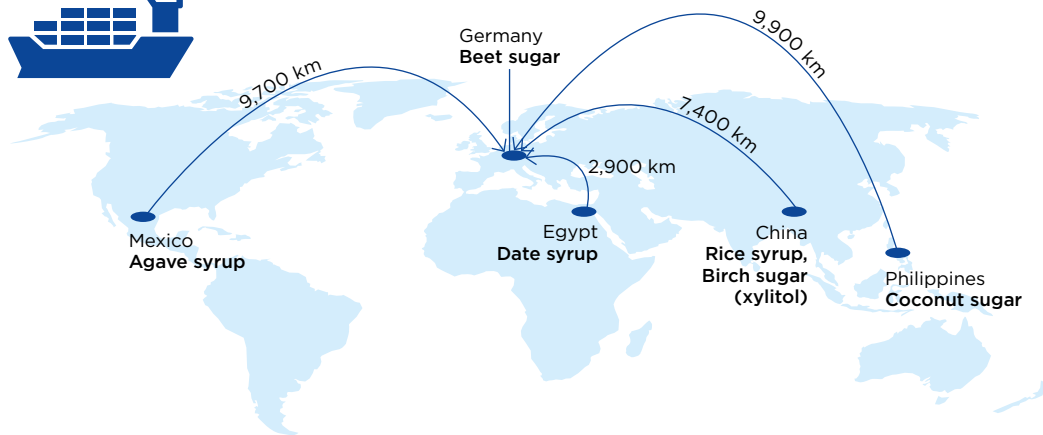 Germany
Beet sugar
9,900 km
9,700 km
7,400 km
2,900 km
Mexico
Agave syrup
Egypt
Date syrup
China
Rice syrup,
Birch sugar
(xylitol)
Philippines
Coconut sugar